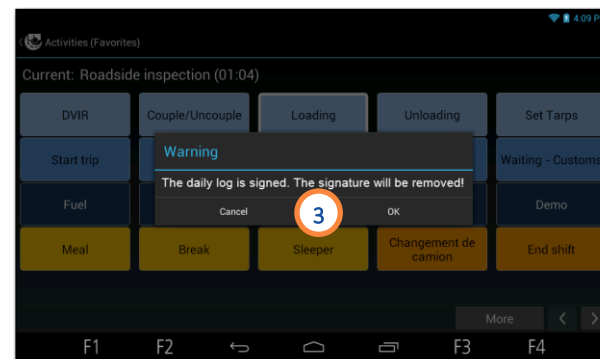 4:09 P
Activities (Favorites)
Current: Roadside inspection (01:04)
DVIR
Couple/Uncouple
Loading
Unloading
Set Tarps
Start trip
Waiting - Customs
Warning
The daily log is signed. The signature will be removed!
Cancel
3
OK
Fuel
Demo
Meal
Break
Sleeper
Changement de
camion
End shift
More
F1
F2
F3
F4